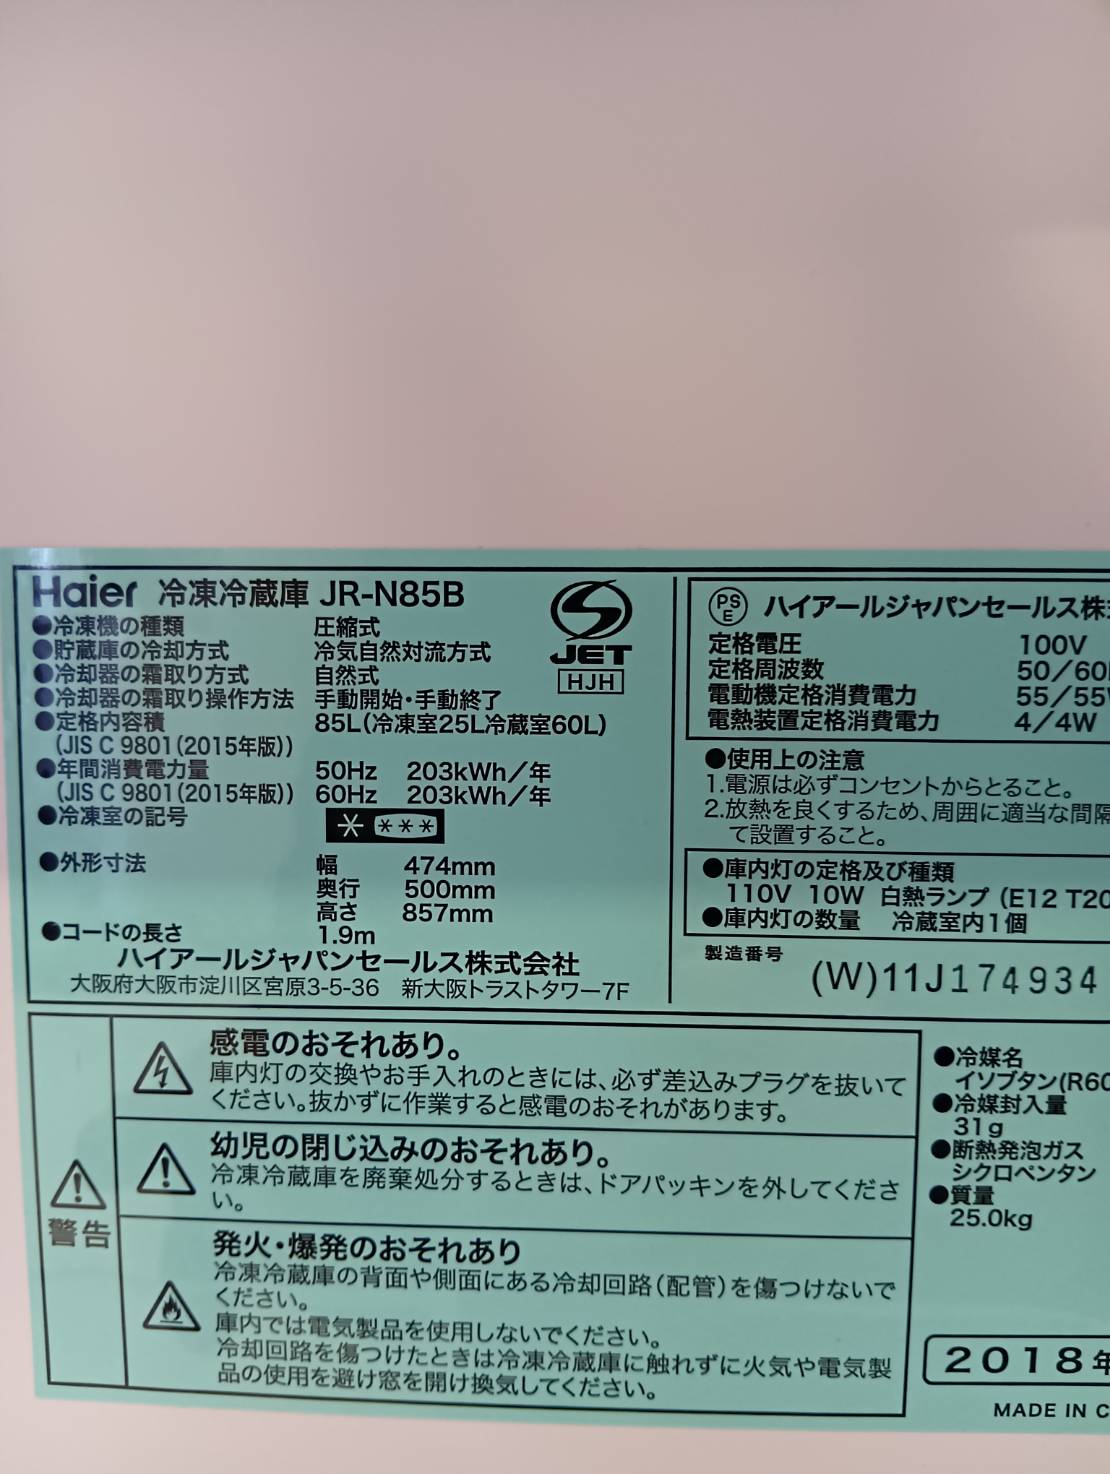 Haier 冷凍冷蔵庫 JR-N85B
●冷凍機の種類 圧縮式
●貯蔵庫の冷却方式 冷気自然対流方式
●冷却器の霜取り方式 自然式
●冷却器の霜取り操作方法 手動開始・手動終了
●定格内容積 85L(冷凍室25L冷蔵室60L)
(JIS C 9801(2015年版))
●年間消費電力量 50Hz 203kWh/年
(JIS C 9801(2015年版)) 60Hz 203kWh/年
●冷凍室の記号 * ***
●外形寸法 幅 474mm
奥行 500mm
高さ 857mm
●コードの長さ 1.9m
ハイアールジャパンセールス株式会社
大阪府大阪市淀川区宮原3-5-36 新大阪トラストタワー7F
S
JET
HJH
PSE ハイアールジャパンセールス株
定格電圧 100V
定格周波数 50/60
電動機定格消費電力 55/55
電熱装置定格消費電力 4/4W
●使用上の注意
1.電源は必ずコンセントからとること。
2.放熱を良くするため、周囲に適当な間隔
て設置すること。
●庫内灯の定格及び種類
110V 10W 白熱ランプ (E12 T20
●庫内灯の数量 冷蔵室内1個
製造番号
(W)11J174934
警告
感電のおそれあり。
庫内灯の交換やお手入れのときには、必ず差込みプラグを抜いて
ください。抜かずに作業すると感電のおそれがあります。
幼児の閉じ込みのおそれあり。
冷凍冷蔵庫を廃棄処分するときは、ドアパッキンを外してくださ
い。
発火・爆発のおそれあり
冷凍冷蔵庫の背面や側面にある冷却回路(配管)を傷つけないで
ください。
庫内では電気製品を使用しないでください。
冷却回路を傷つけたときは冷凍冷蔵庫に触れずに火気や電気製
品の使用を避け窓を開け換気してください。
●冷媒名
イソブタン(R60
●冷媒封入量
31g
●断熱発泡ガス
シクロペンタン
●質量
25.0kg
2018年
MADE IN C